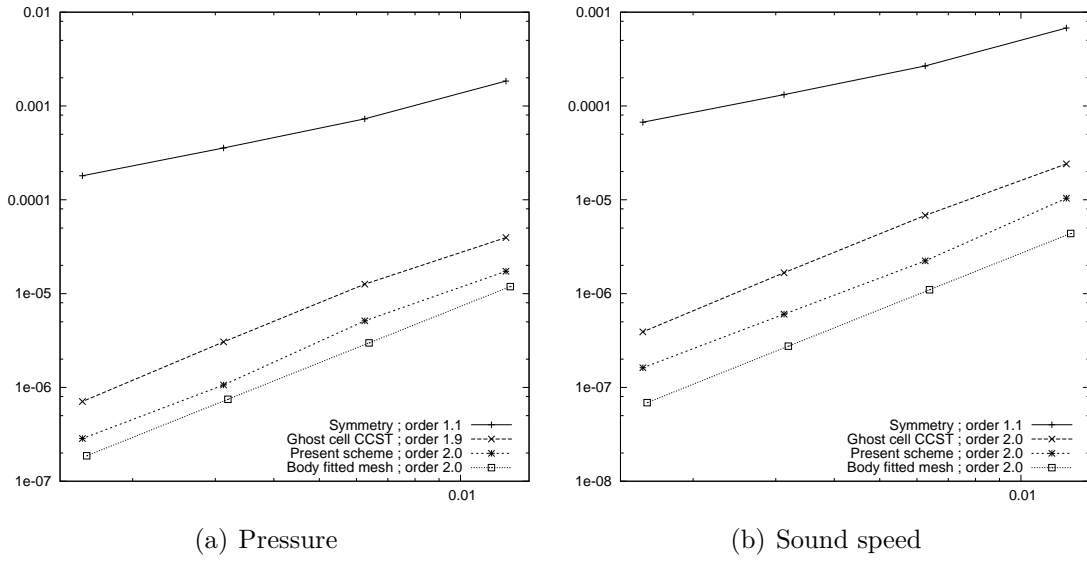 0.01
0.001
0.0001
1e-05
1e-06
1e-07
0.01
Symmetry ; order 1.1
Ghost cell CCST ; order 1.9
Present scheme ; order 2.0
Body fitted mesh ; order 2.0
(a) Pressure
0.001
0.0001
1e-05
1e-06
1e-07
1e-08
0.01
Symmetry ; order 1.1
Ghost cell CCST ; order 2.0
Present scheme ; order 2.0
Body fitted mesh ; order 2.0
(b) Sound speed